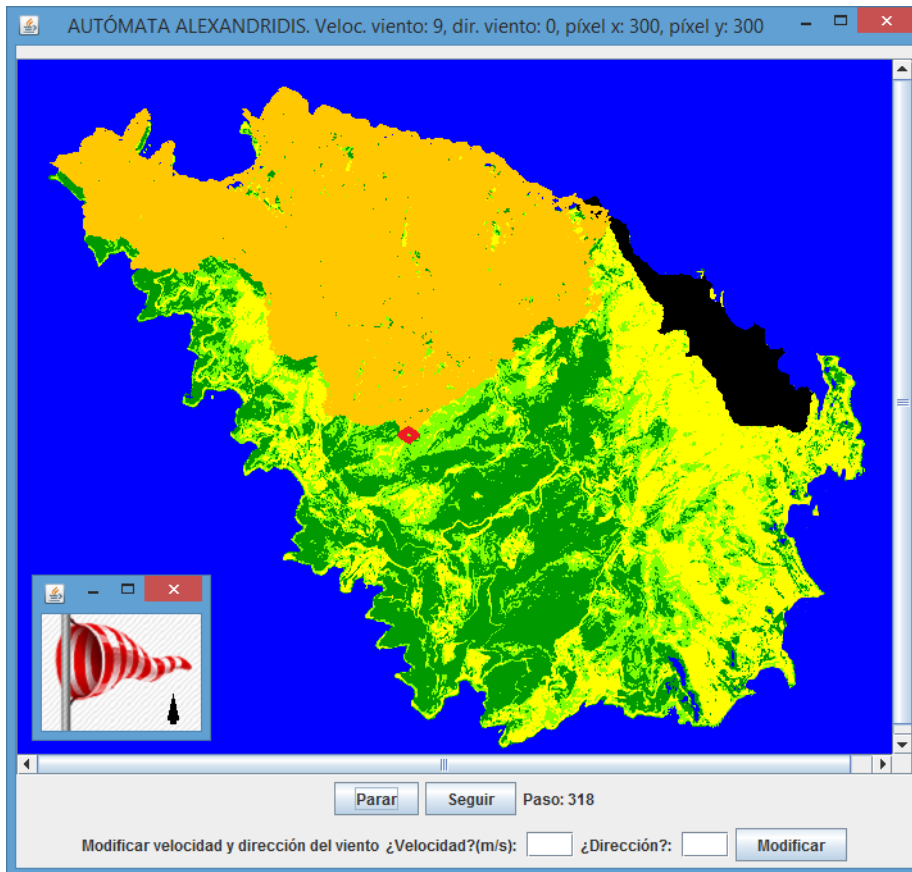 AUTÓMATA ALEXANDRIDIS. Veloc. viento: 9, dir. viento: 0, píxel x: 300, píxel y: 300
Parar Seguir Paso: 318
Modificar velocidad y dirección del viento ¿Velocidad?(m/s): ¿Dirección?: Modificar